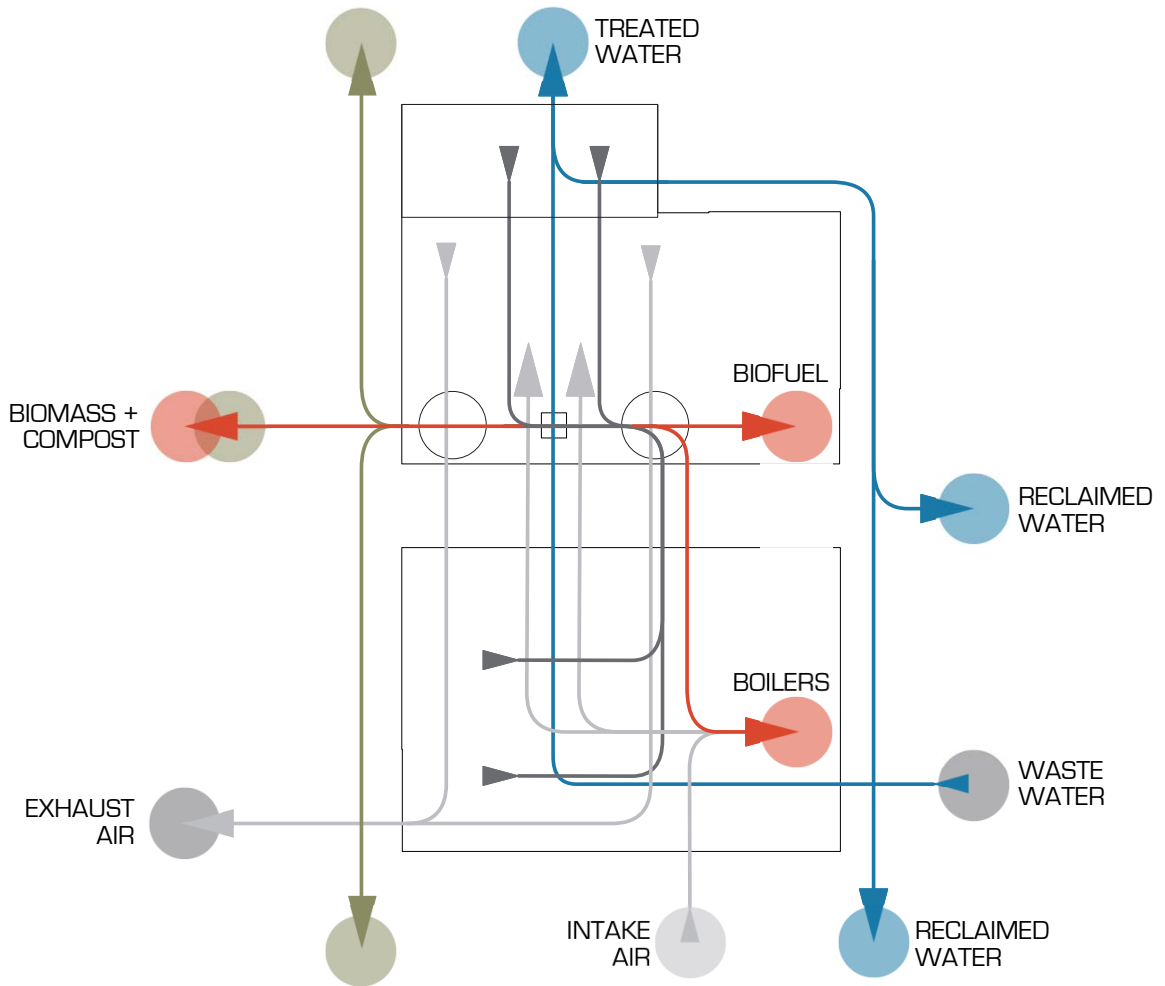 TREATED
WATER
BIOFUEL
BIOMASS +
COMPOST
RECLAIMED
WATER
BOILERS
WASTE
WATER
EXHAUST
AIR
INTAKE
AIR
RECLAIMED
WATER